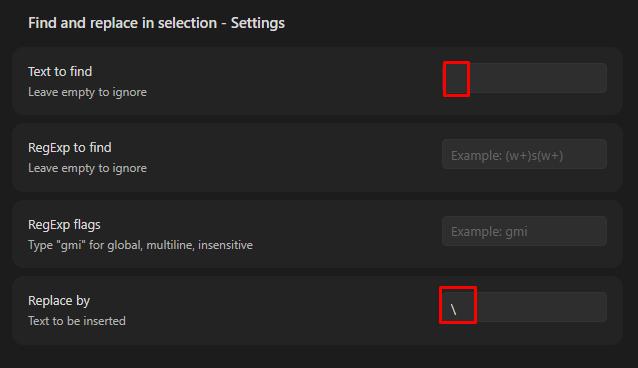 Find and replace in selection - Settings
Text to find
Leave empty to ignore
RegExp to find
Leave empty to ignore
Example: (w+)s(w+)
RegExp flags
Type "gmi" for global, multiline, insensitive
Example: gmi
Replace by
Text to be inserted
\